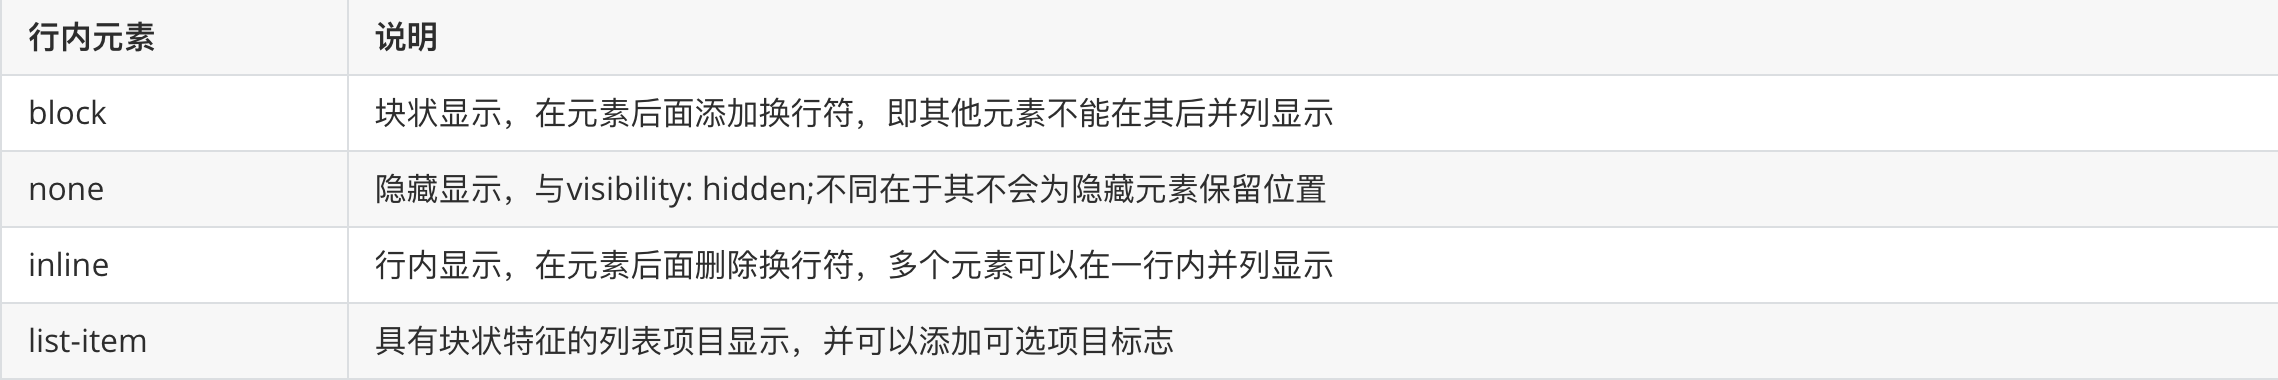 行内元素 说明
block 块状显示，在元素后面添加换行符，即其他元素不能在其后并列显示
none 隐藏显示，与visibility: hidden;不同在于其不会为隐藏元素保留位置
inline 行内显示，在元素后面删除换行符，多个元素可以在一行内并列显示
list-item 具有块状特征的列表项目显示，并可以添加可选项目标志